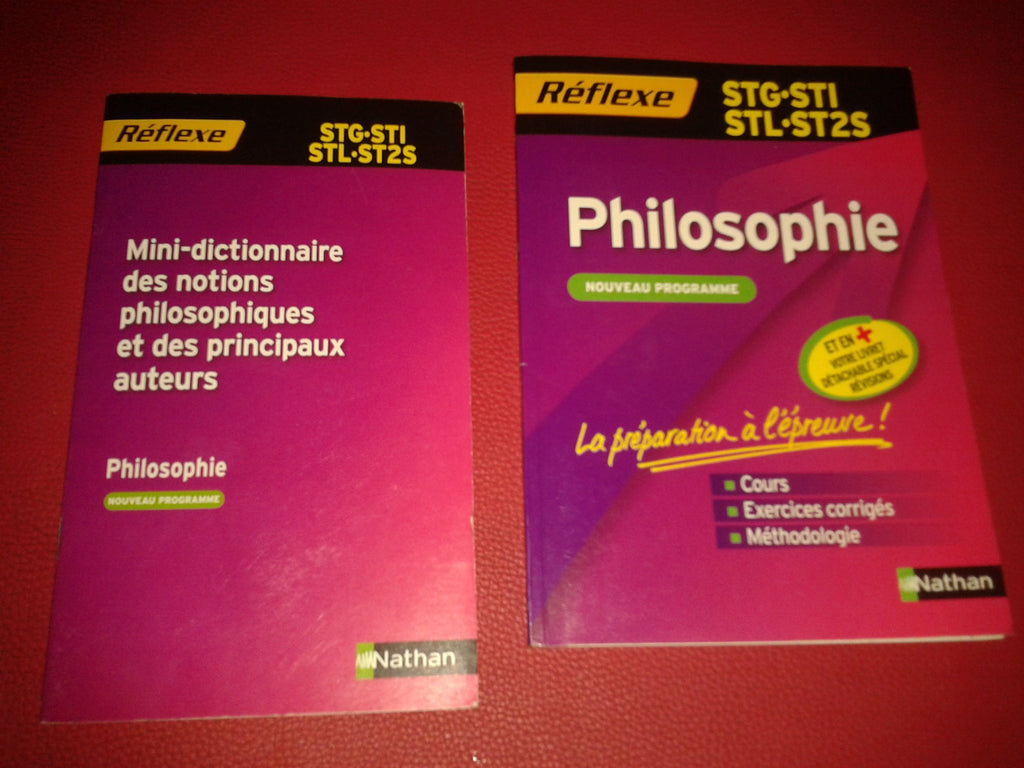 Réflexe
STG•STI
STL•ST2S
Mini-dictionnaire
des notions
philosophiques
et des principaux
auteurs
Philosophie
NOUVEAU PROGRAMME
Nathan
Réflexe
STG•STI
STL•ST2S
Philosophie
NOUVEAU PROGRAMME
ET EN +
VOTRE LIVRET
DÉTACHABLE SPÉCIAL
RÉVISIONS
La préparation à l'épreuve !
Cours
Exercices corrigés
Méthodologie
Nathan